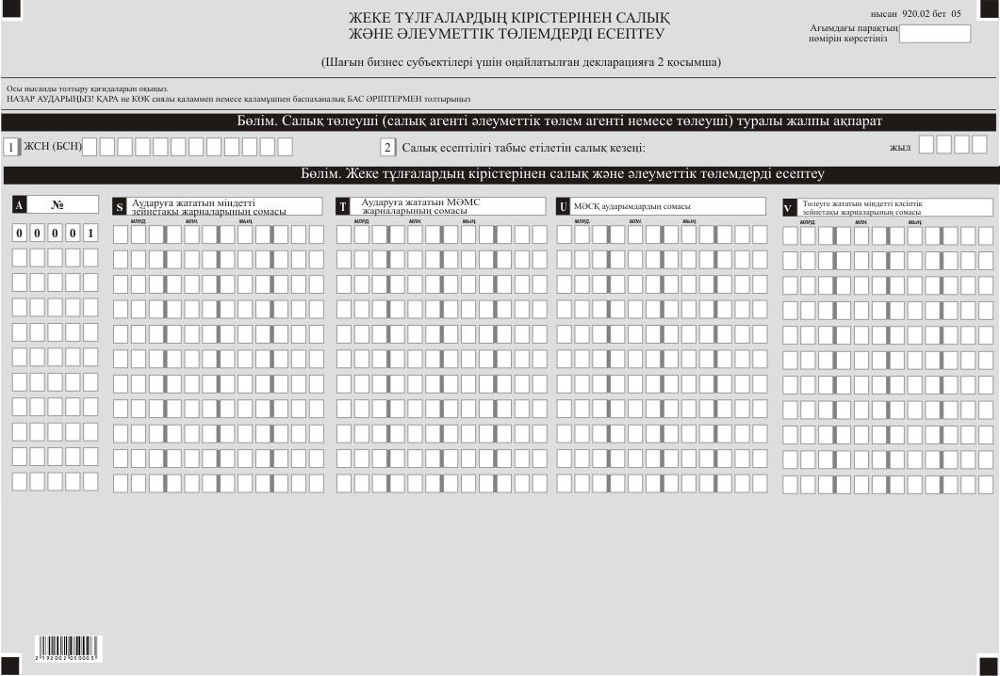 ЖЕКЕ ТҰЛҒАЛАРДЫҢ КІРІСТЕРІНЕН САЛЫҚ
ЖӘНЕ ӘЛЕУМЕТТІК ТӨЛЕМДЕРДІ ЕСЕПТЕУ
нысан 920.02 бет 05
Ағымдағы парақтың
нөмірін көрсетіңіз
(Шағын бизнес субъектілері үшін оңайлатылған декларацияға 2 қосымша)
Осы нысанды толтыру қағидаларын оқыңыз.
НАЗАР АУДАРЫҢЫЗ! ҚАРА не КӨК сиялы қаламмен немесе қаламұшпен баспаханалық БАС ӘРІПТЕРМЕН толтырыңыз
Бөлім. Салық төлеуші (салық агенті әлеуметтік төлем агенті немесе төлеуші) туралы жалпы ақпарат
1 ЖСН (БСН)
2 Салық есептілігі табыс етілетін салық кезеңі:
жыл
Бөлім. Жеке тұлғалардың кірістерінен салық және әлеуметтік төлемдерді есептеу
A №
S Аударуға жататын міндетті
зейнетақы жарналарының сомасы
T Аударуға жататын МӘМС
жарналарының сомасы
U МӘСҚ аударымдардың сомасы
V Төлеуге жататын міндетті кәсіптік
зейнетақы жарналарының сомасы
МЛРД. МЛН. МЫҢ. МЛРД. МЛН. МЫҢ. МЛРД. МЛН. МЫҢ. МЛРД. МЛН. МЫҢ.
0 0 0 0 1
2192002050003